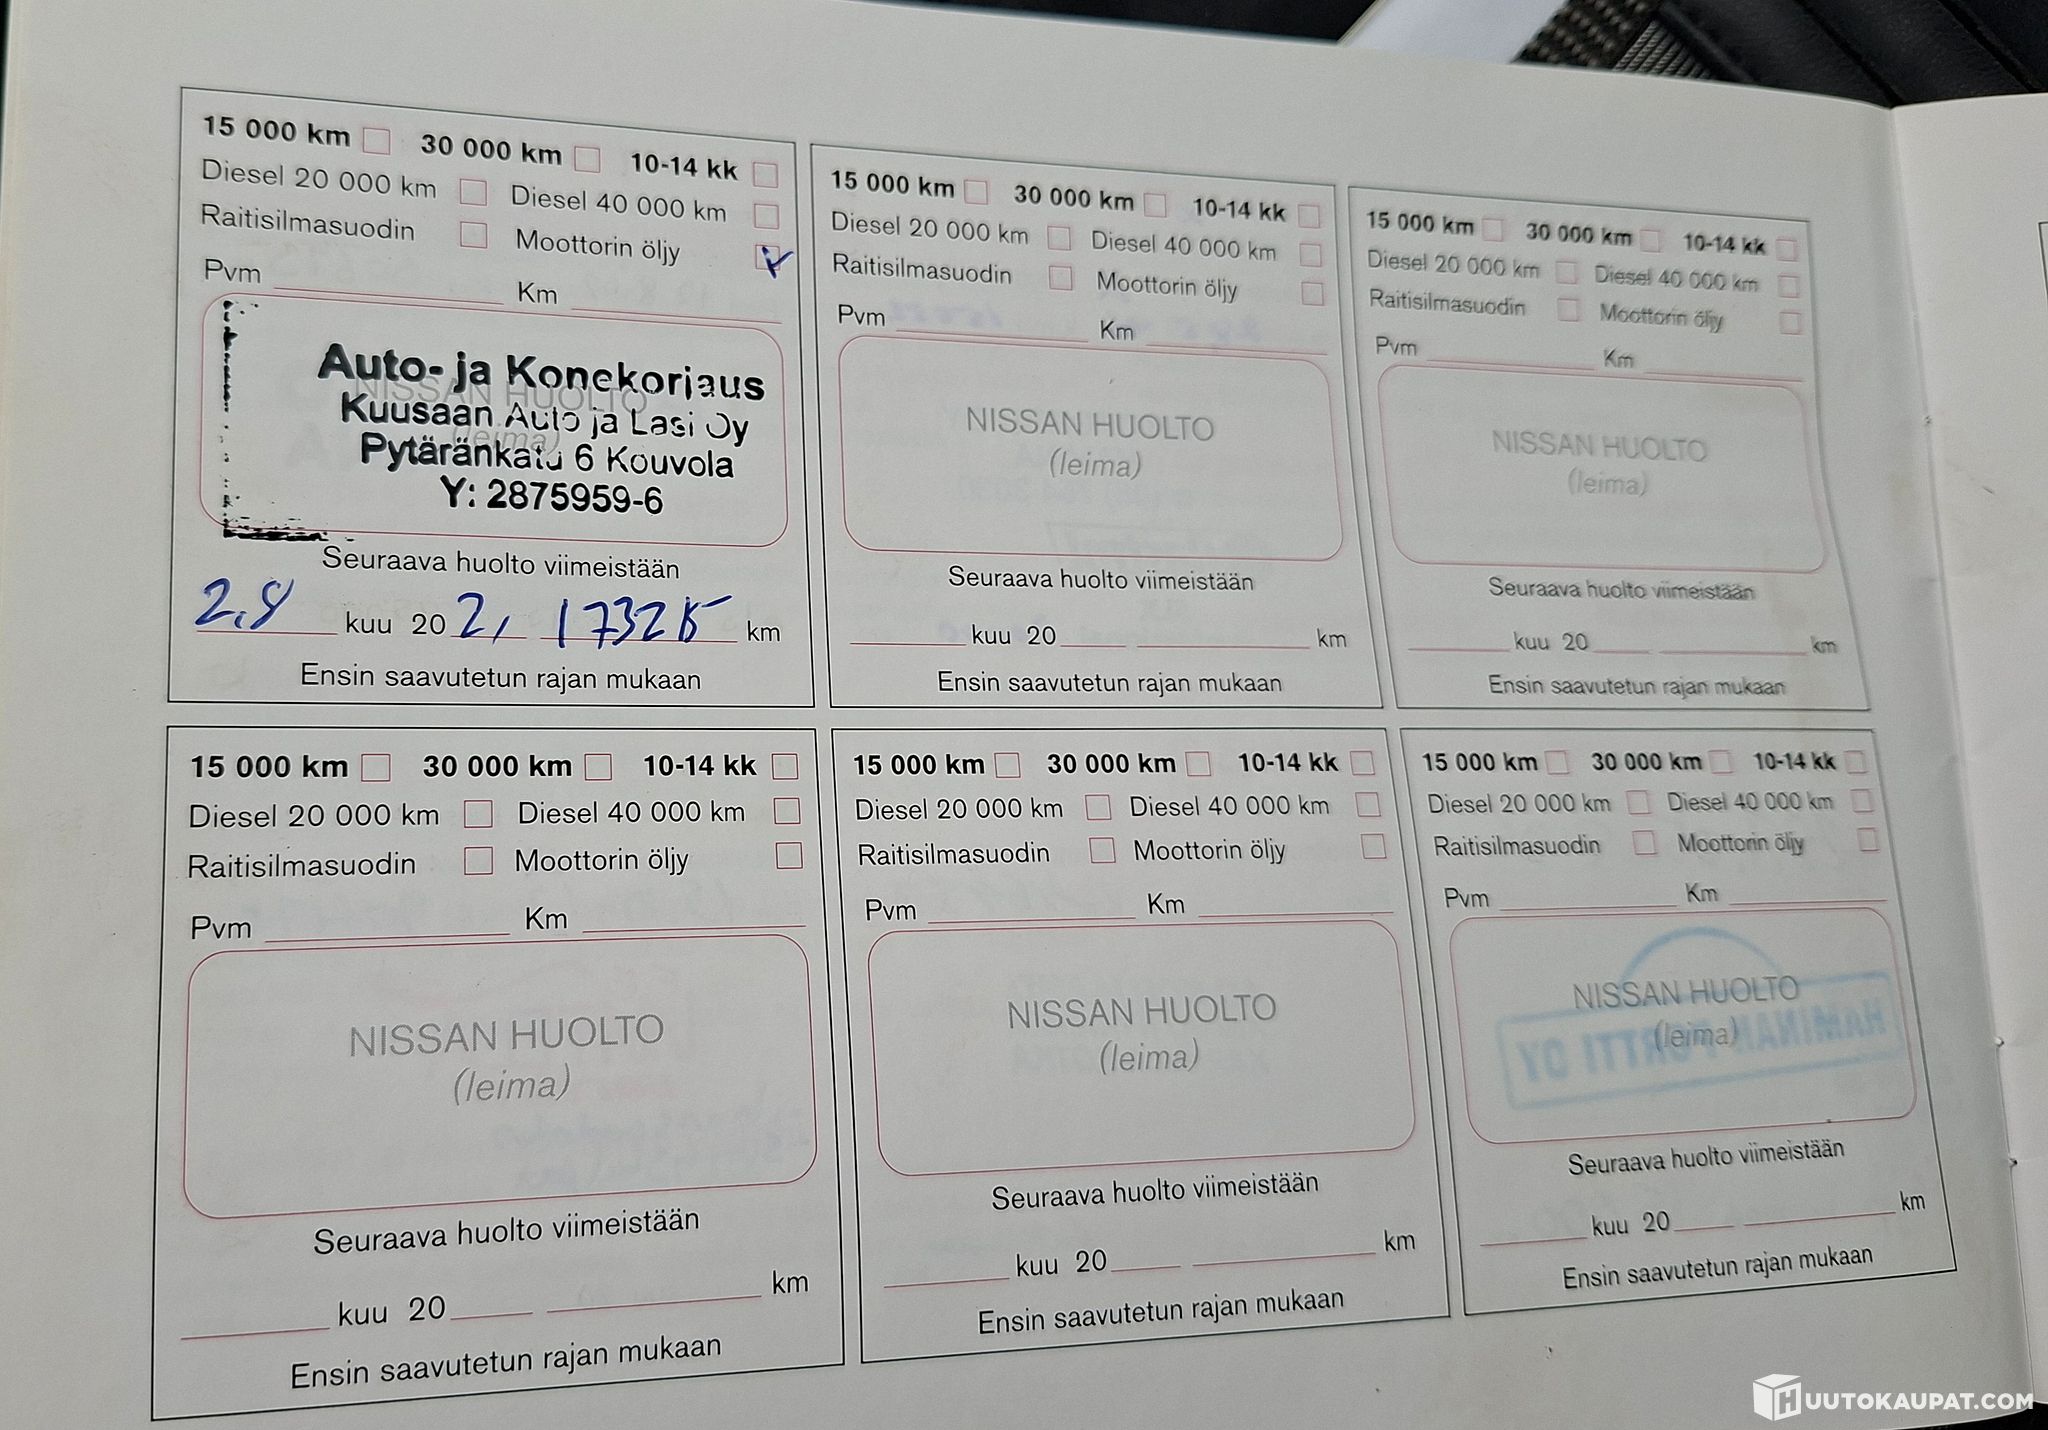 15 000 km 30 000 km 10-14 kk
Diesel 20 000 km Diesel 40 000 km
Raitisilmasuodin Moottorin öljy
Pvm Km
NISSAN HUOLTO
(leima)
Auto- ja Konekorjaus
Kuusaan Auto ja Lasi Oy
Pytäränkatu 6 Kouvola
Y: 2875959-6
Seuraava huolto viimeistään
2,8 kuu 20 2, km
Ensin saavutetun rajan mukaan
15 000 km 30 000 km 10-14 kk
Diesel 20 000 km Diesel 40 000 km
Raitisilmasuodin Moottorin öljy
Pvm Km
NISSAN HUOLTO
(leima)
Seuraava huolto viimeistään
kuu 20 km
Ensin saavutetun rajan mukaan
15 000 km 30 000 km 10-14 kk
Diesel 20 000 km Diesel 40 000 km
Raitisilmasuodin Moottorin öljy
Pvm Km
NISSAN HUOLTO
(leima)
Seuraava huolto viimeistään
kuu 20 km
Ensin saavutetun rajan mukaan
15 000 km 30 000 km 10-14 kk
Diesel 20 000 km Diesel 40 000 km
Raitisilmasuodin Moottorin öljy
Pvm Km
NISSAN HUOLTO
(leima)
Seuraava huolto viimeistään
kuu 20 km
Ensin saavutetun rajan mukaan
15 000 km 30 000 km 10-14 kk
Diesel 20 000 km Diesel 40 000 km
Raitisilmasuodin Moottorin öljy
Pvm Km
NISSAN HUOLTO
(leima)
Seuraava huolto viimeistään
kuu 20 km
Ensin saavutetun rajan mukaan
15 000 km 30 000 km 10-14 kk
Diesel 20 000 km Diesel 40 000 km
Raitisilmasuodin Moottorin öljy
Pvm Km
NISSAN HUOLTO
(leima)
Seuraava huolto viimeistään
kuu 20 km
Ensin saavutetun rajan mukaan
HUUTOKAUPAT.COM